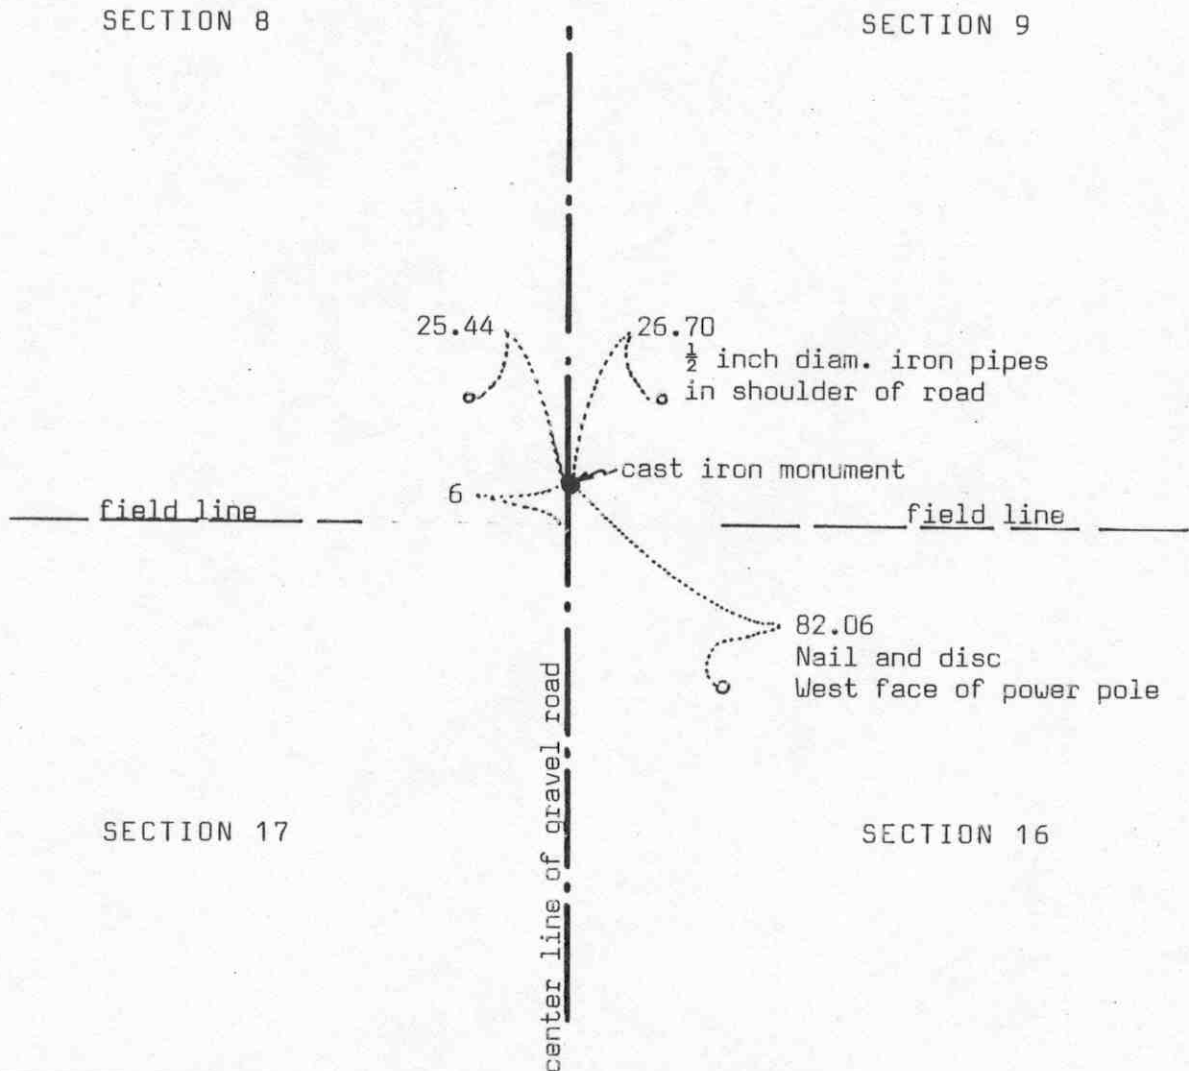 SECTION 8
SECTION 9
25.44
26.70
½ inch diam. iron pipes
in shoulder of road
cast iron monument
6
field line
field line
82.06
Nail and disc
West face of power pole
center line of gravel road
SECTION 17
SECTION 16